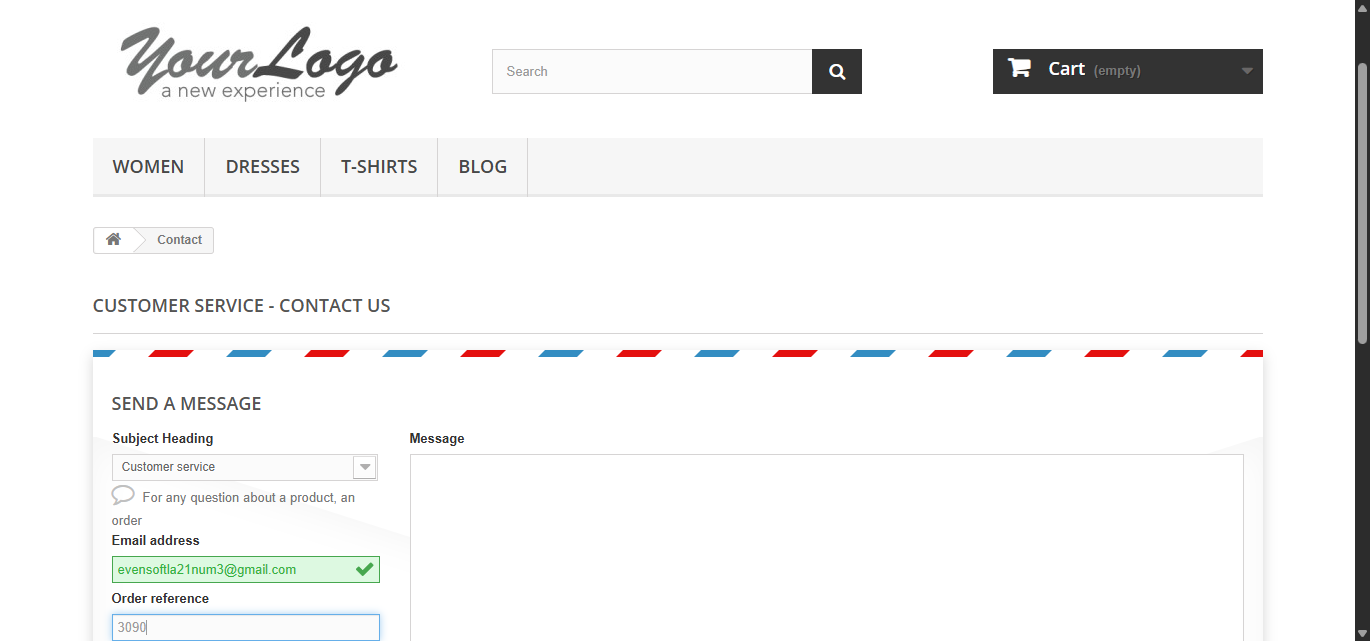 YourLogo
a new experience
Search
Cart (empty)
WOMEN DRESSES T-SHIRTS BLOG
Contact
CUSTOMER SERVICE - CONTACT US
SEND A MESSAGE
Subject Heading
Customer service
For any question about a product, an
order
Email address
evensoftla21num3@gmail.com
Order reference
3090
Message